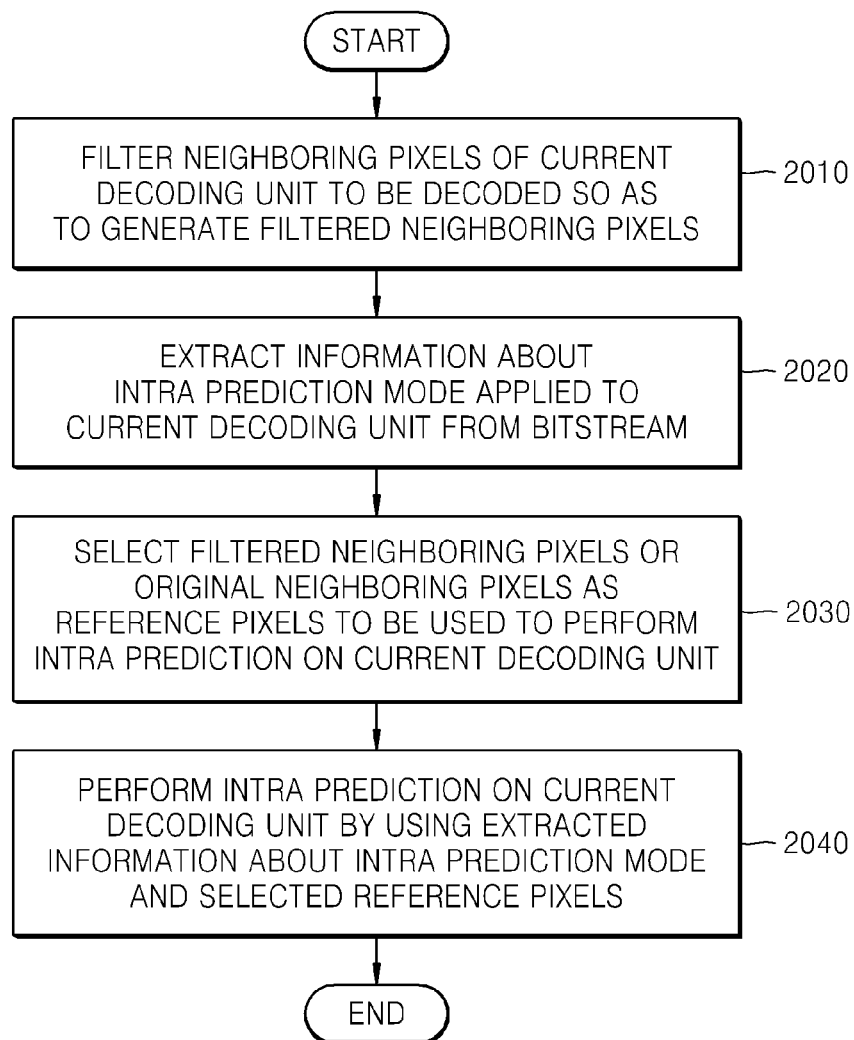 START
FILTER NEIGHBORING PIXELS OF CURRENT
DECODING UNIT TO BE DECODED SO AS
TO GENERATE FILTERED NEIGHBORING PIXELS
2010
EXTRACT INFORMATION ABOUT
INTRA PREDICTION MODE APPLIED TO
CURRENT DECODING UNIT FROM BITSTREAM
2020
SELECT FILTERED NEIGHBORING PIXELS OR
ORIGINAL NEIGHBORING PIXELS AS
REFERENCE PIXELS TO BE USED TO PERFORM
INTRA PREDICTION ON CURRENT DECODING UNIT
2030
PERFORM INTRA PREDICTION ON CURRENT
DECODING UNIT BY USING EXTRACTED
INFORMATION ABOUT INTRA PREDICTION MODE
AND SELECTED REFERENCE PIXELS
2040
END